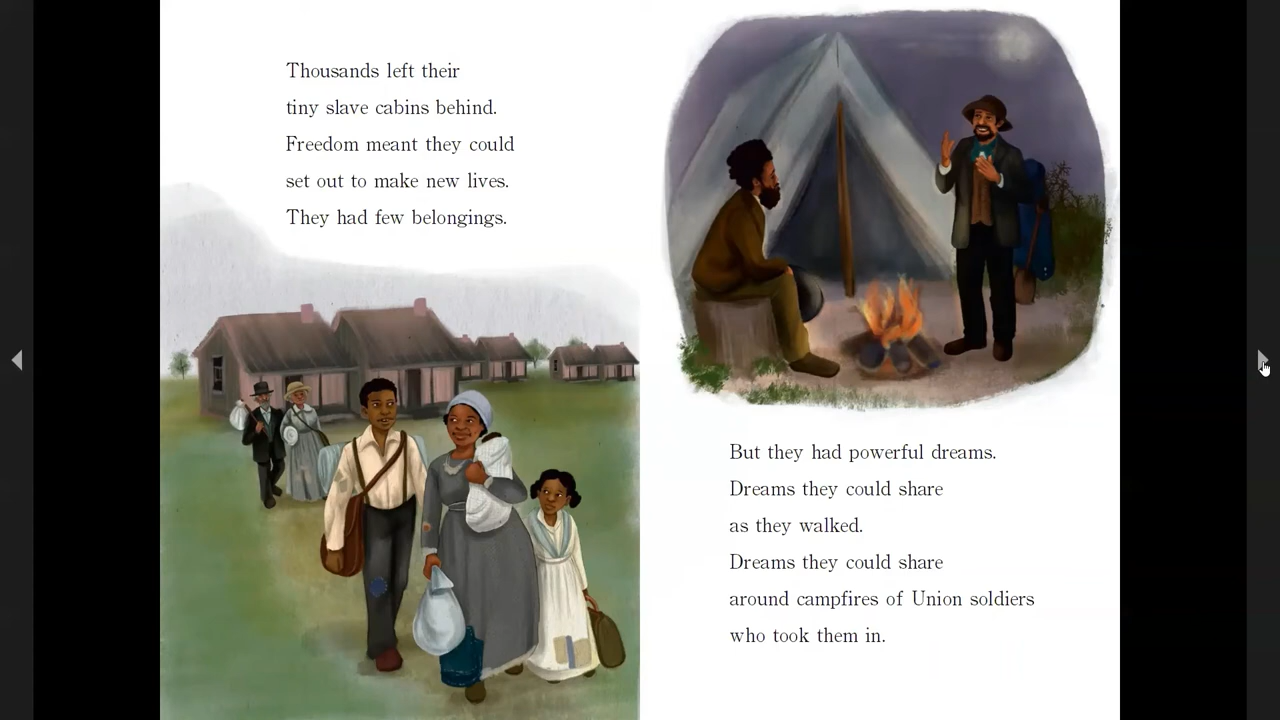 Thousands left their
tiny slave cabins behind.
Freedom meant they could
set out to make new lives.
They had few belongings.
But they had powerful dreams.
Dreams they could share
as they walked.
Dreams they could share
around campfires of Union soldiers
who took them in.